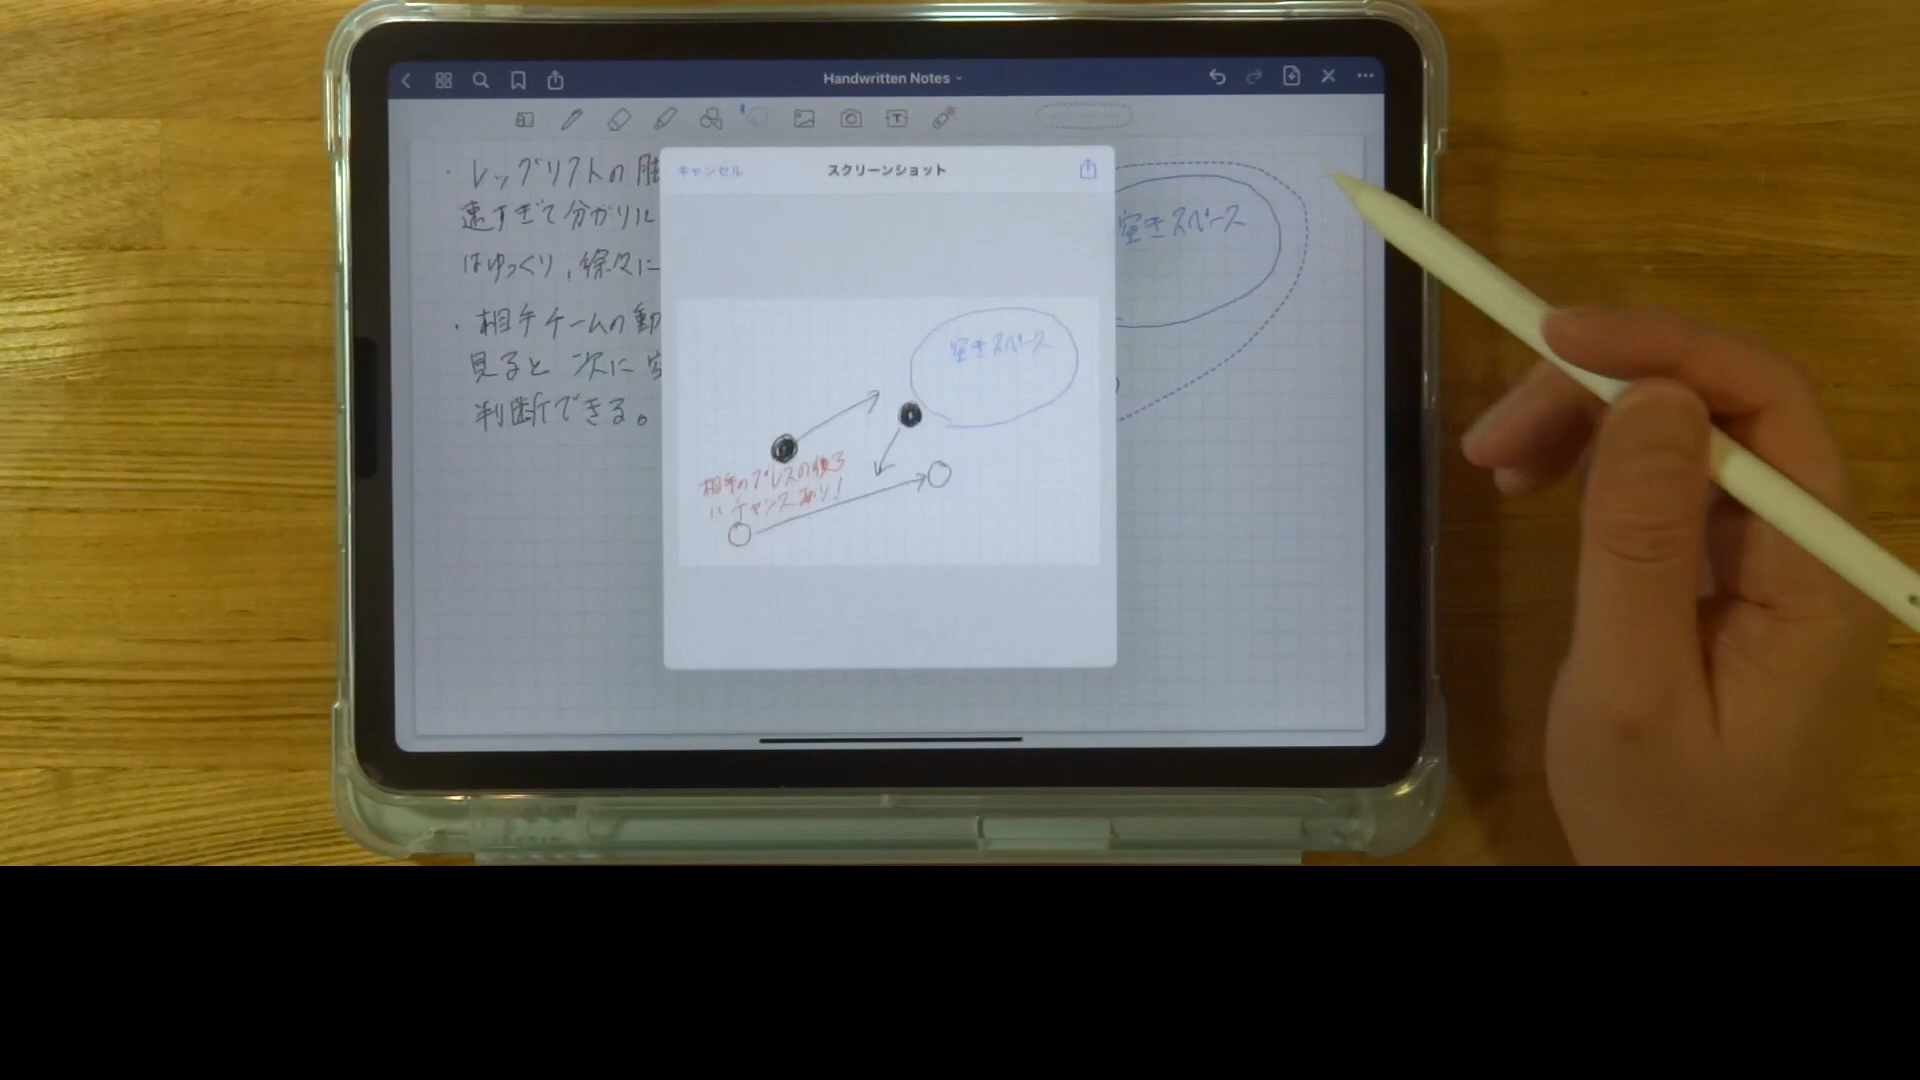 Handwritten Notes
・レッグリフトの
速すぎて分かりに
はゆっくり,徐々に
・相手チームの動
見ると 次に
判断できる。
キャンセル
スクリーンショット
空きスペース
相手のプレスの後ろ
にチャンスあり!
空きスペース